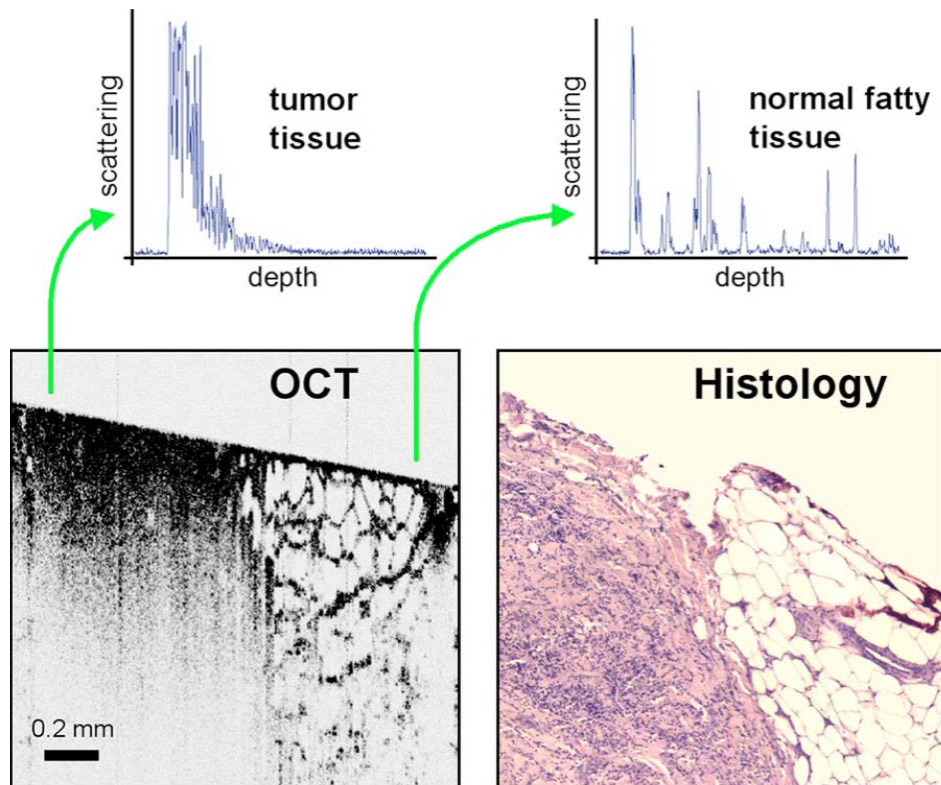 scattering
tumor
tissue
depth
scattering
normal fatty
tissue
depth
OCT
0.2 mm
Histology